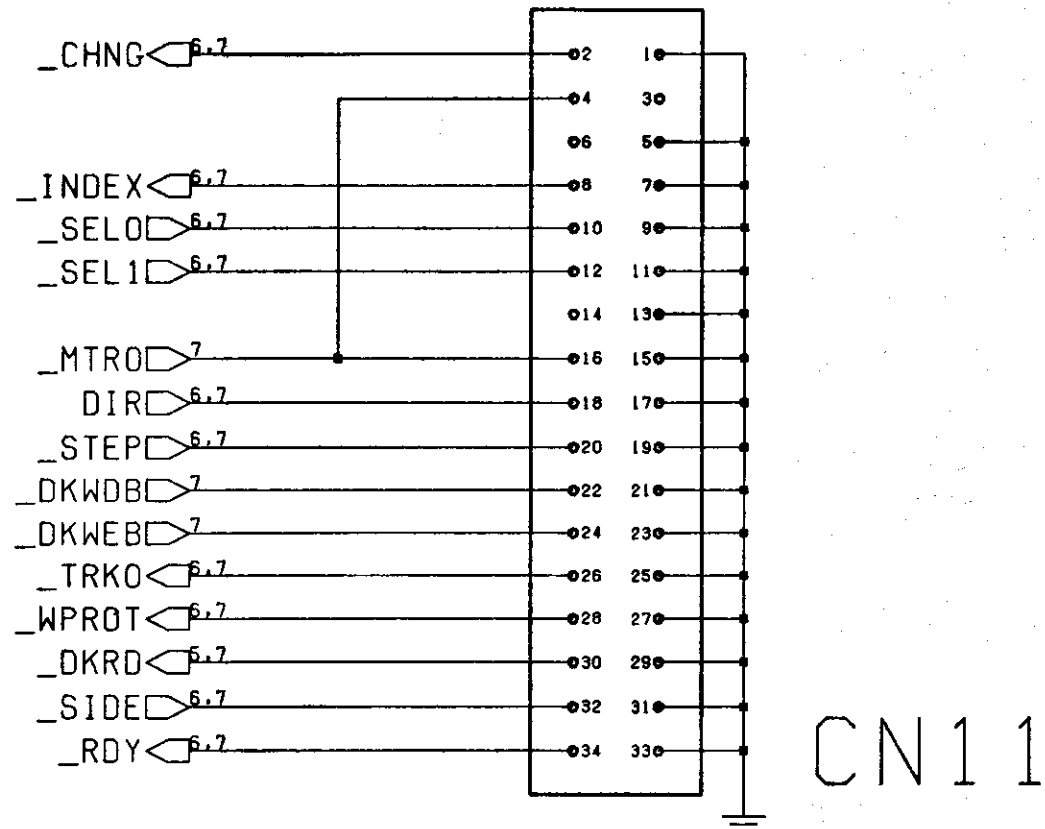 _CHNG 6,7 2 1
4 3
6 5
_INDEX 6,7 8 7
_SEL0 6,7 10 9
_SEL1 6,7 12 11
14 13
_MTR0 7 16 15
DIR 6,7 18 17
_STEP 6,7 20 19
_DKWDB 7 22 21
_DKWEB 7 24 23
_TRK0 6,7 26 25
_WPROT 6,7 28 27
_DKRD 6,7 30 29
_SIDE 6,7 32 31
_RDY 6,7 34 33
CN11